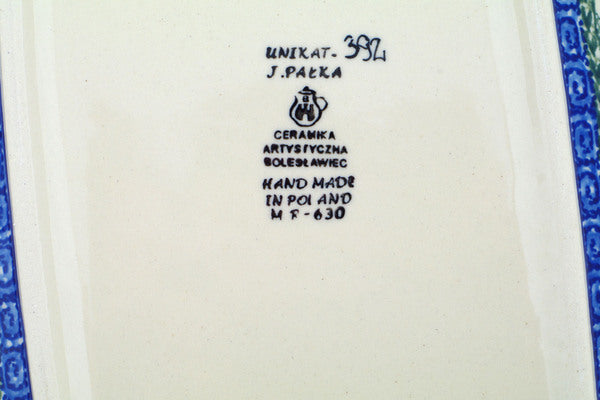 UNIKAT-392
J. PAŁKA
CERAMIKA
ARTYSTYCZNA
BOLESŁAWIEC
HAND MADE
IN POLAND
M F-630